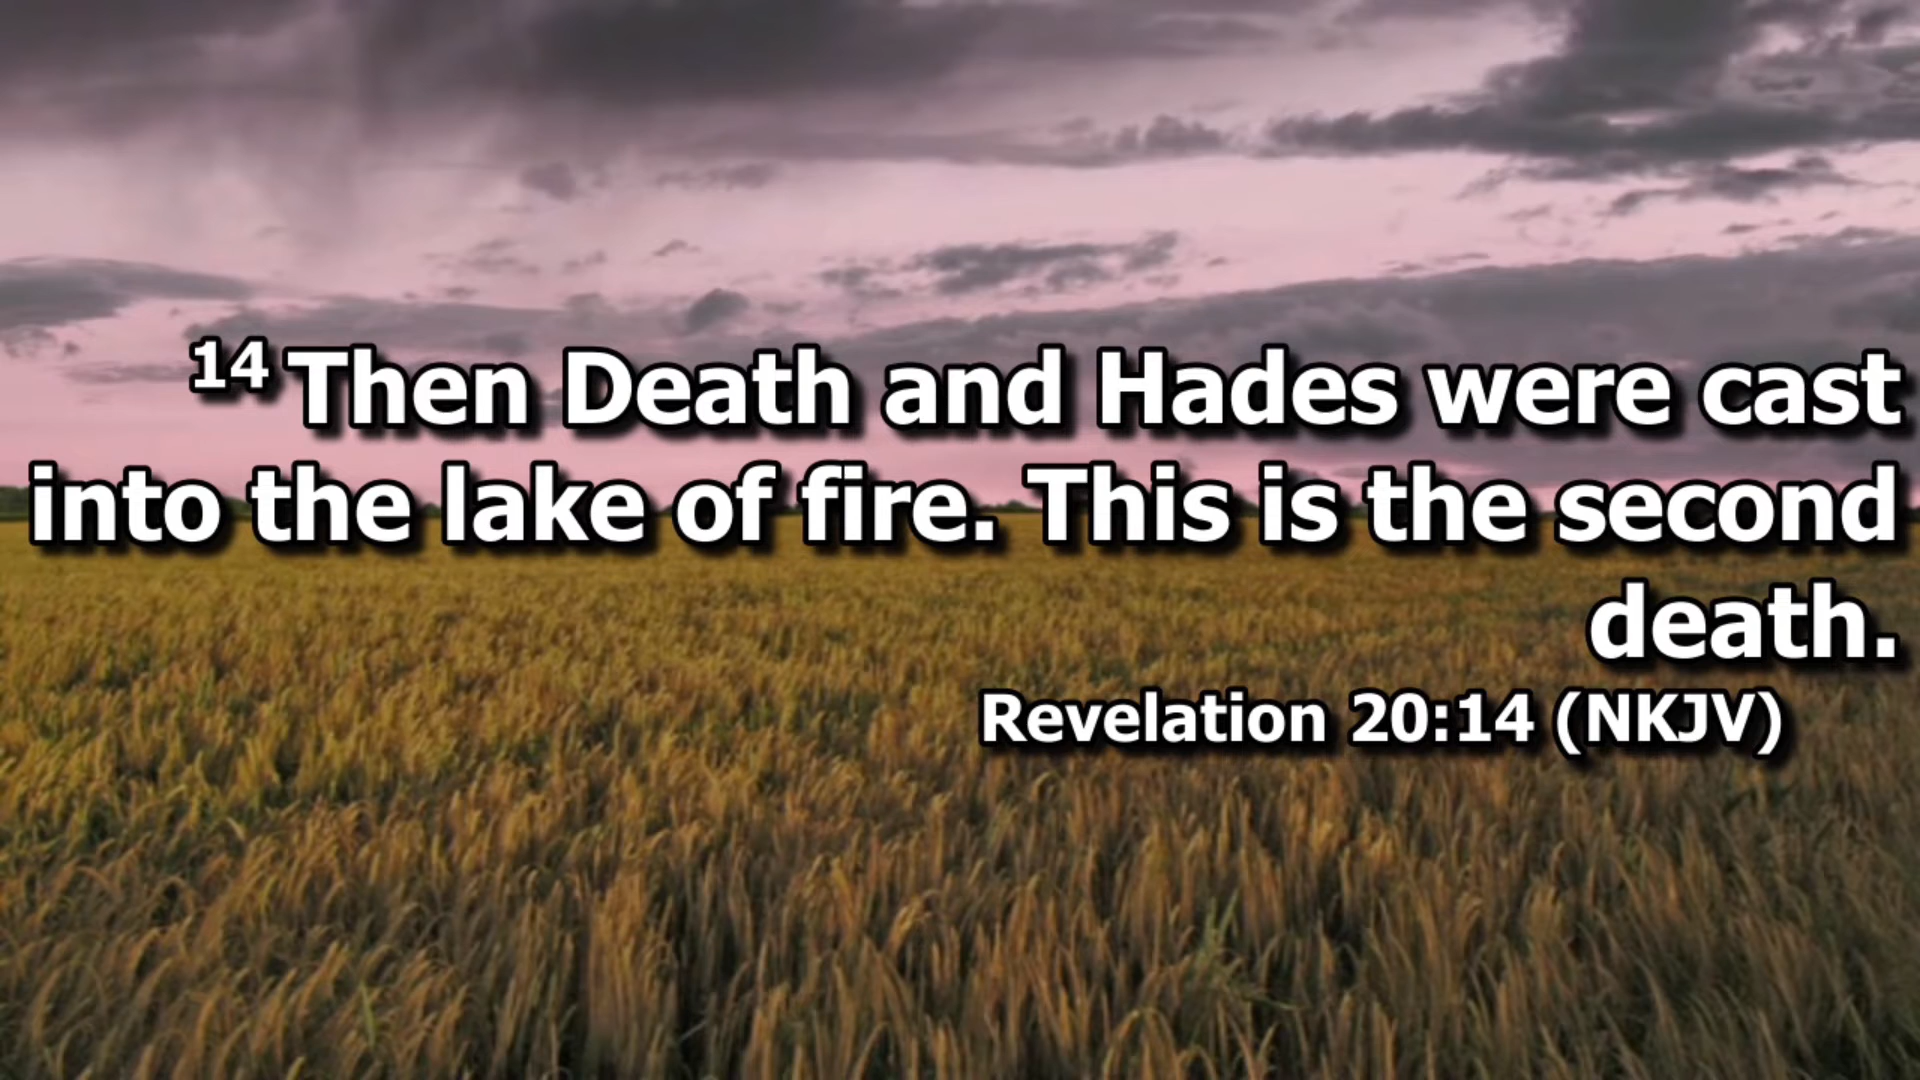 14 Then Death and Hades were cast
into the lake of fire. This is the second
death.
Revelation 20:14 (NKJV)